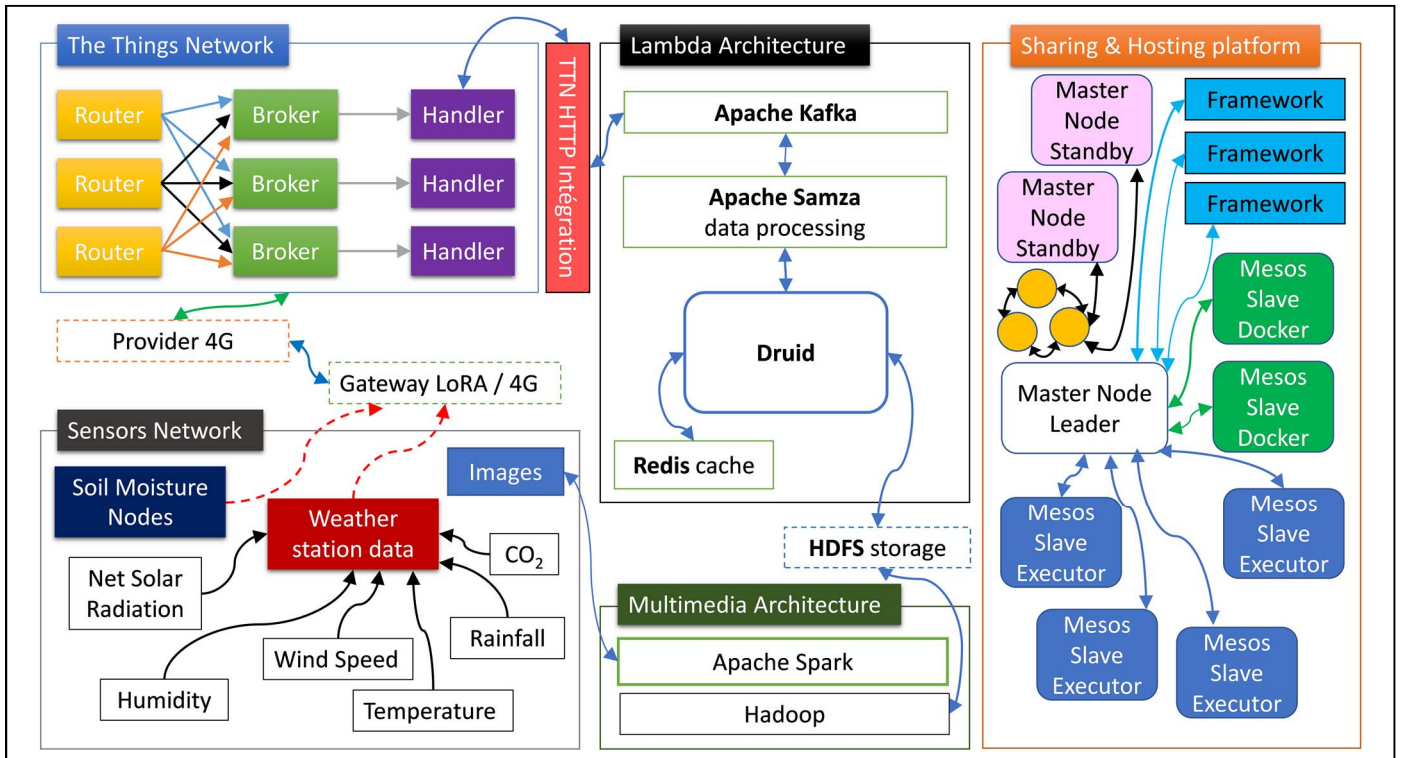 The Things Network
Router
Broker
Handler
Router
Broker
Handler
Router
Broker
Handler
TTN HTTP Intégration
Provider 4G
Gateway LoRA / 4G
Sensors Network
Soil Moisture
Nodes
Images
Weather
station data
CO₂
Net Solar
Radiation
Rainfall
Wind Speed
Humidity
Temperature
Lambda Architecture
Apache Kafka
Apache Samza
data processing
Druid
Redis cache
HDFS storage
Multimedia Architecture
Apache Spark
Hadoop
Sharing & Hosting platform
Master
Node
Standby
Master
Node
Standby
Framework
Framework
Framework
Mesos
Slave
Docker
Mesos
Slave
Docker
Master Node
Leader
Mesos
Slave
Executor
Mesos
Slave
Executor
Mesos
Slave
Executor
Mesos
Slave
Executor